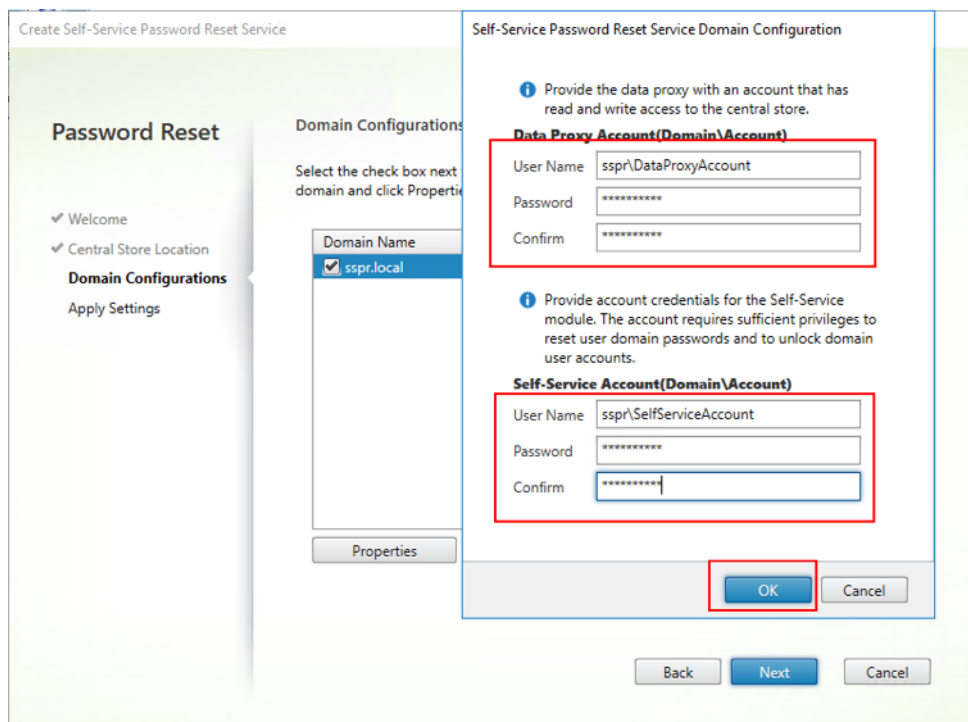 Create Self-Service Password Reset Service
Password Reset
Welcome
Central Store Location
Domain Configurations
Apply Settings
Domain Configurations
Select the check box next
domain and click Properti
Domain Name
sspr.local
Properties
Self-Service Password Reset Service Domain Configuration
Provide the data proxy with an account that has
read and write access to the central store.
Data Proxy Account(Domain\Account)
User Name sspr\DataProxyAccount
Password **********
Confirm **********
Provide account credentials for the Self-Service
module. The account requires sufficient privileges to
reset user domain passwords and to unlock domain
user accounts.
Self-Service Account(Domain\Account)
User Name sspr\SelfServiceAccount
Password **********
Confirm **********
OK Cancel
Back Next Cancel